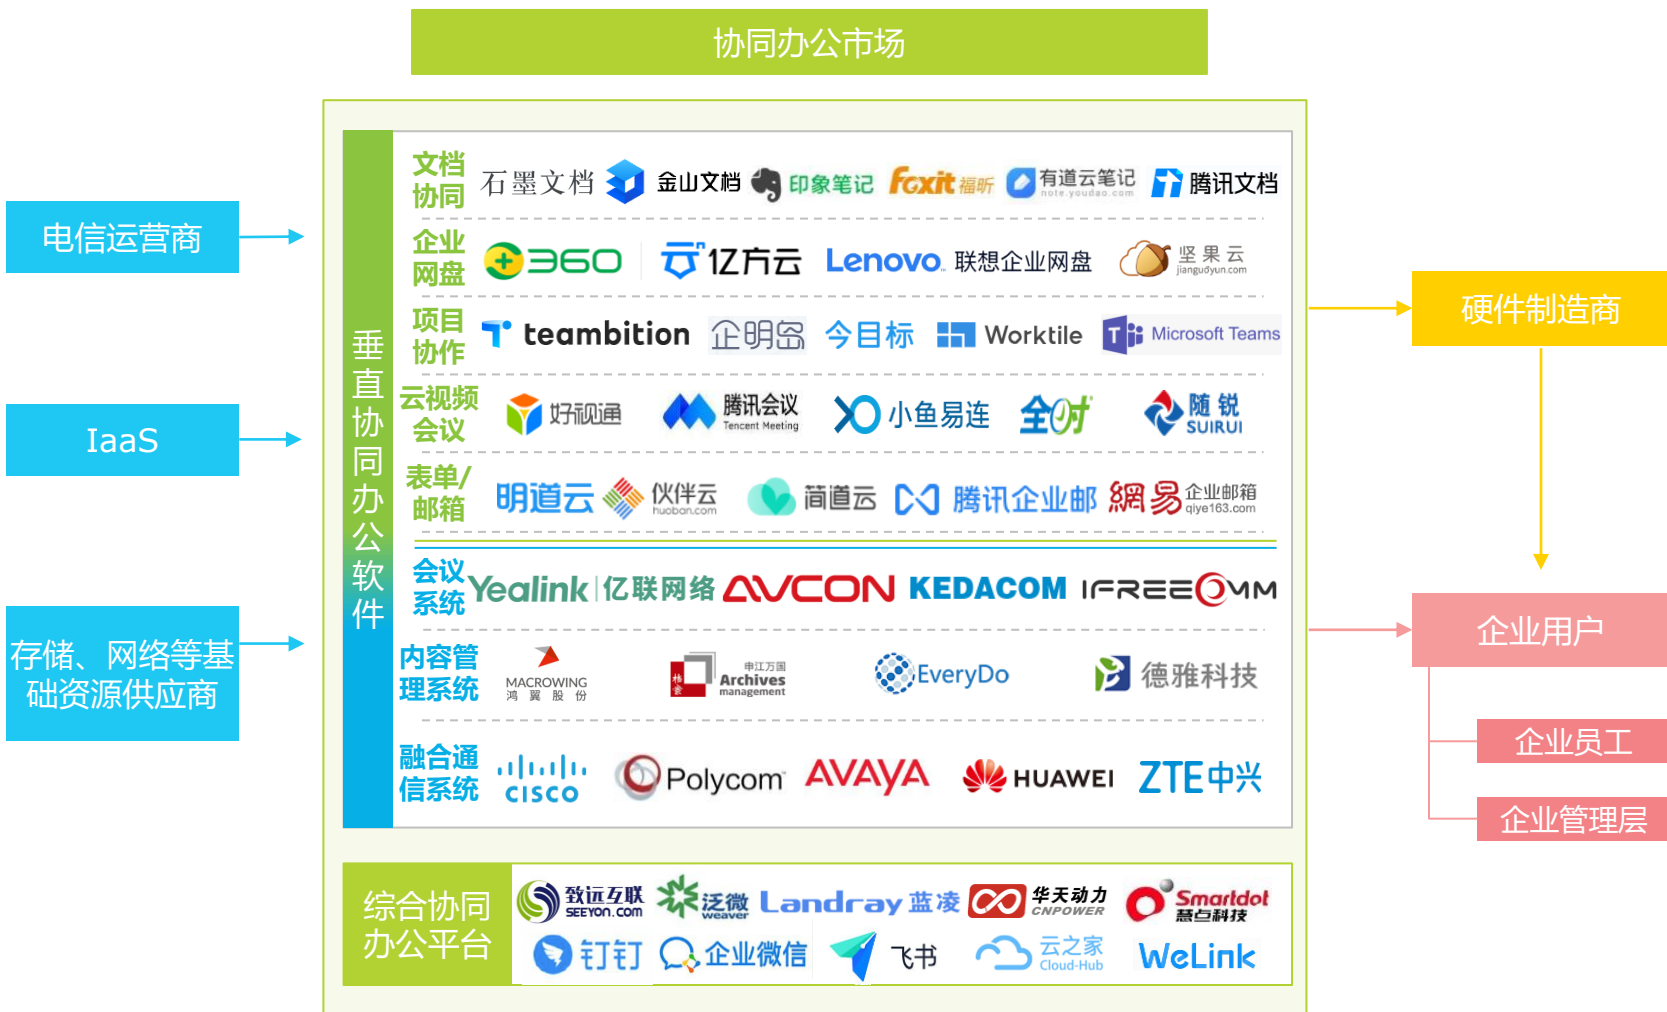 协同办公市场
电信运营商
IaaS
存储、网络等基
础资源供应商
垂直协同办公软件
文档
协同
石墨文档
金山文档
印象笔记
Foxit 福昕
有道云笔记
note.youdao.com
腾讯文档
企业
网盘
360
亿方云
Lenovo 联想企业网盘
坚果云
jianguoyun.com
项目
协作
teambition
企明岛
今目标
Worktile
Microsoft Teams
云视频
会议
好视通
腾讯会议
Tencent Meeting
小鱼易连
全时
随锐
SUIRUI
表单/
邮箱
明道云
伙伴云
huoban.com
简道云
腾讯企业邮
網易 企业邮箱
qiye163.com
会议
系统
Yealink 亿联网络
AVCON
KEDACOM
IFREECOMM
内容管
理系统
MACROWING
鸿翼股份
申江万国
Archives
management
EveryDo
德雅科技
融合通
信系统
CISCO
Polycom
AVAYA
HUAWEI
ZTE中兴
综合协同
办公平台
致远互联
SEEYON.COM
泛微
weaver
Landray 蓝凌
华天动力
CNPOWER
Smartdot
慧点科技
钉钉
企业微信
飞书
云之家
Cloud-Hub
WeLink
硬件制造商
企业用户
企业员工
企业管理层